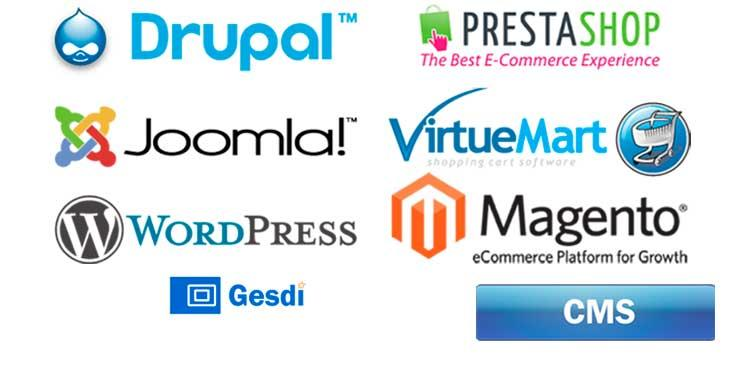 Drupal™
PRESTASHOP
The Best E-Commerce Experience
Joomla!™
VirtueMart
shopping cart software
WORDPRESS
Magento®
eCommerce Platform for Growth
Gesdi
CMS